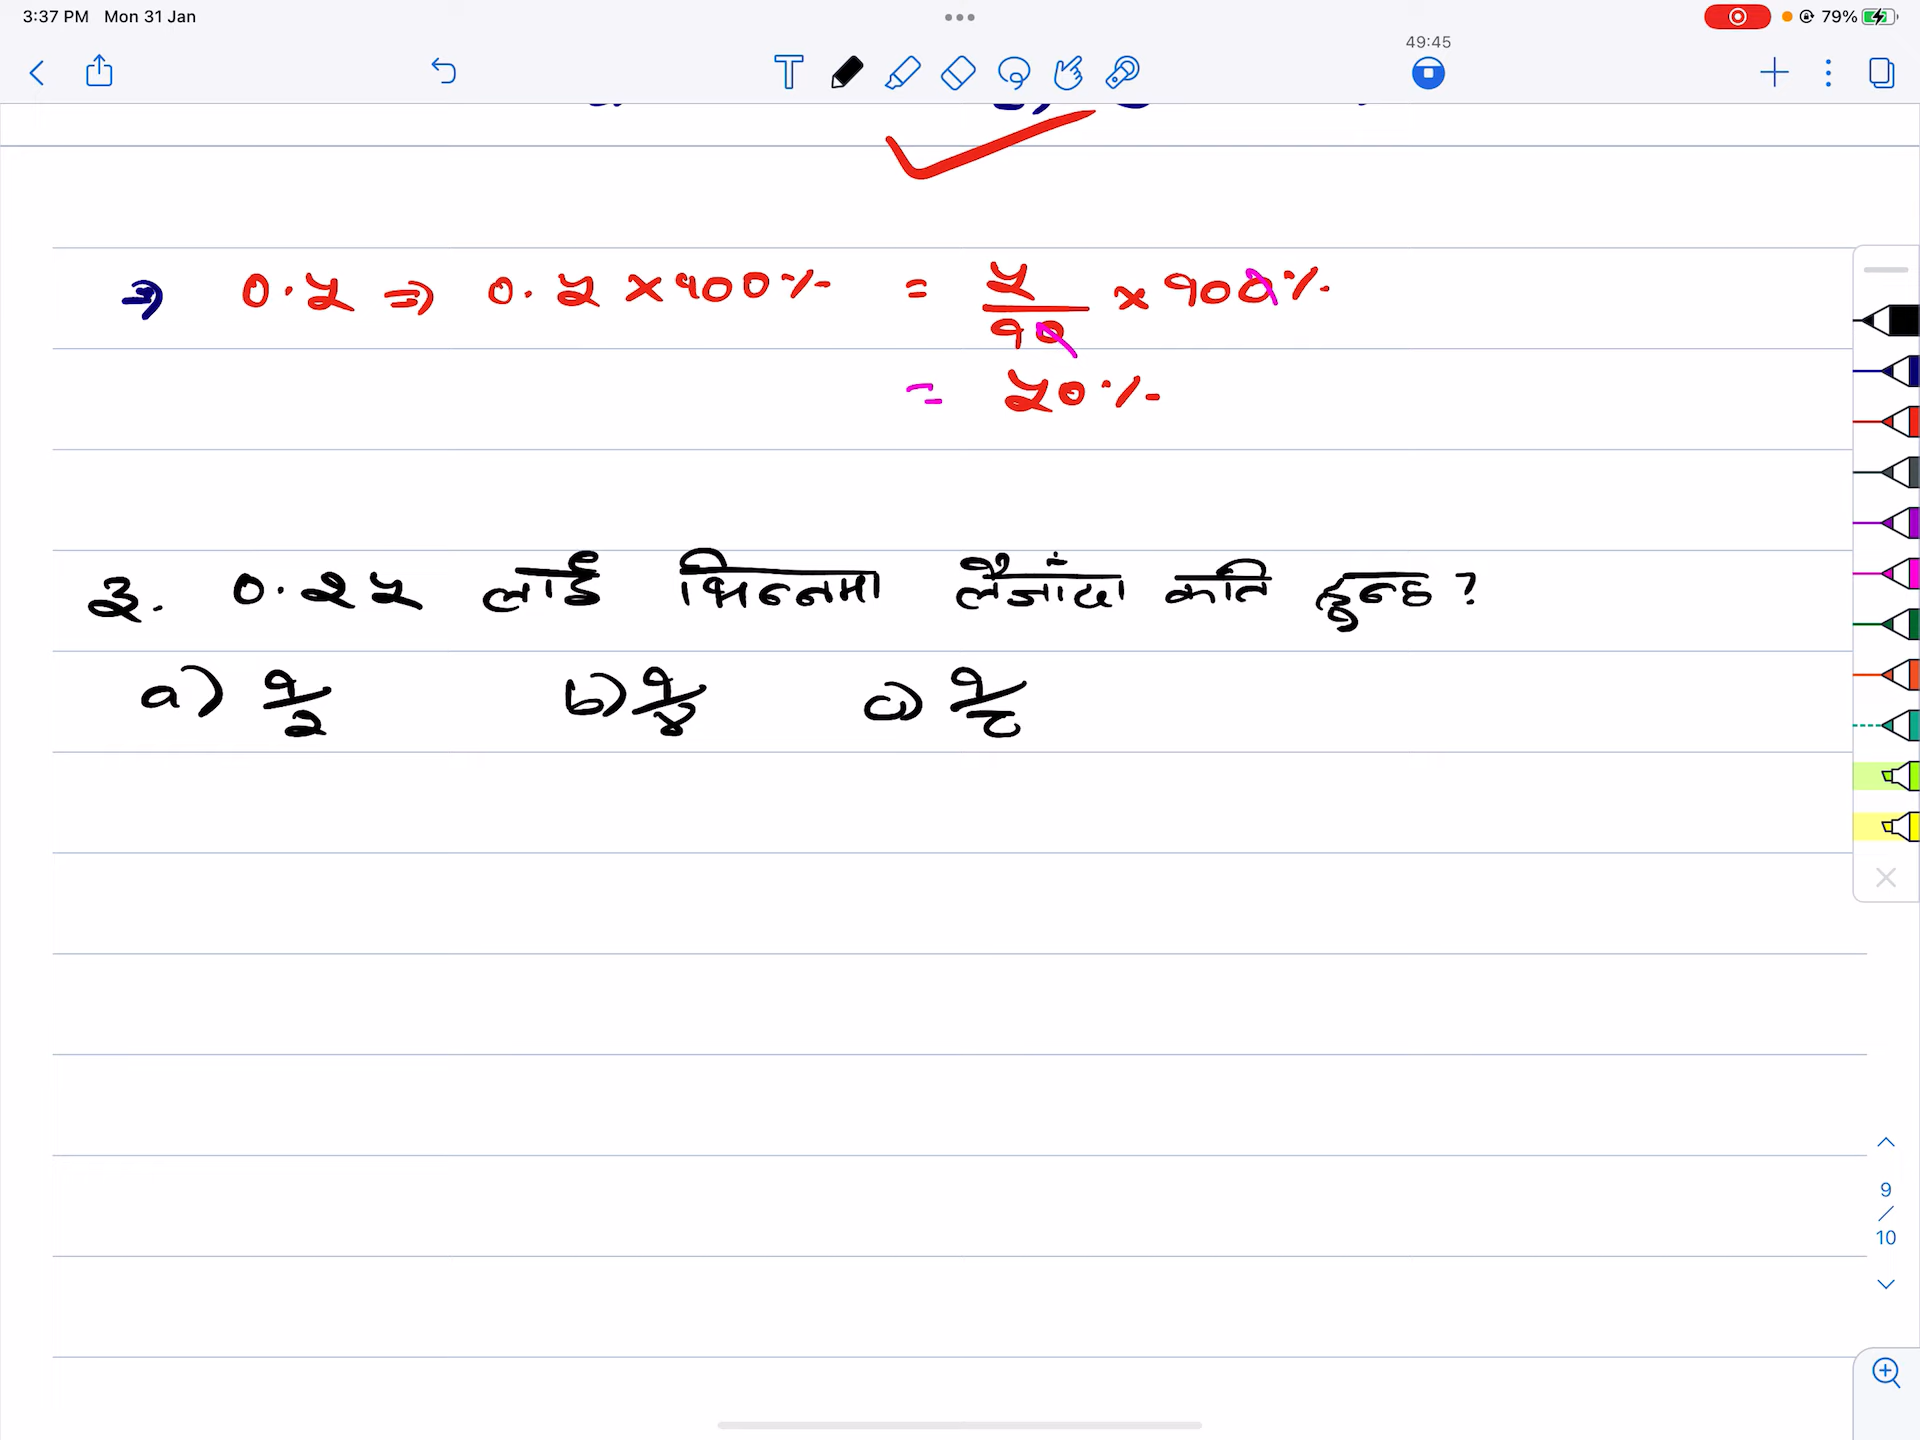 3:37 PM Mon 31 Jan
79%
49:45
⇒ ०.५ ⇒ ०.५ × १००% = ५/१० × १००%
= ५०%
३. ०.२५ लाई भिन्नमा लैजाँदा कति हुन्छ ?
a) १/२ b) १/४ c) १/८
9
/
10